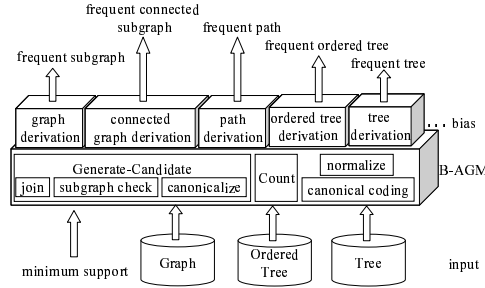 frequent connected
subgraph
frequent path
frequent subgraph
frequent ordered tree
frequent tree
graph
derivation
connected
graph derivation
path
derivation
ordered tree
derivation
tree
derivation
... bias
Generate-Candidate
join
subgraph check
canonicalize
Count
normalize
canonical coding
B-AGM
minimum support
Graph
Ordered
Tree
Tree
input